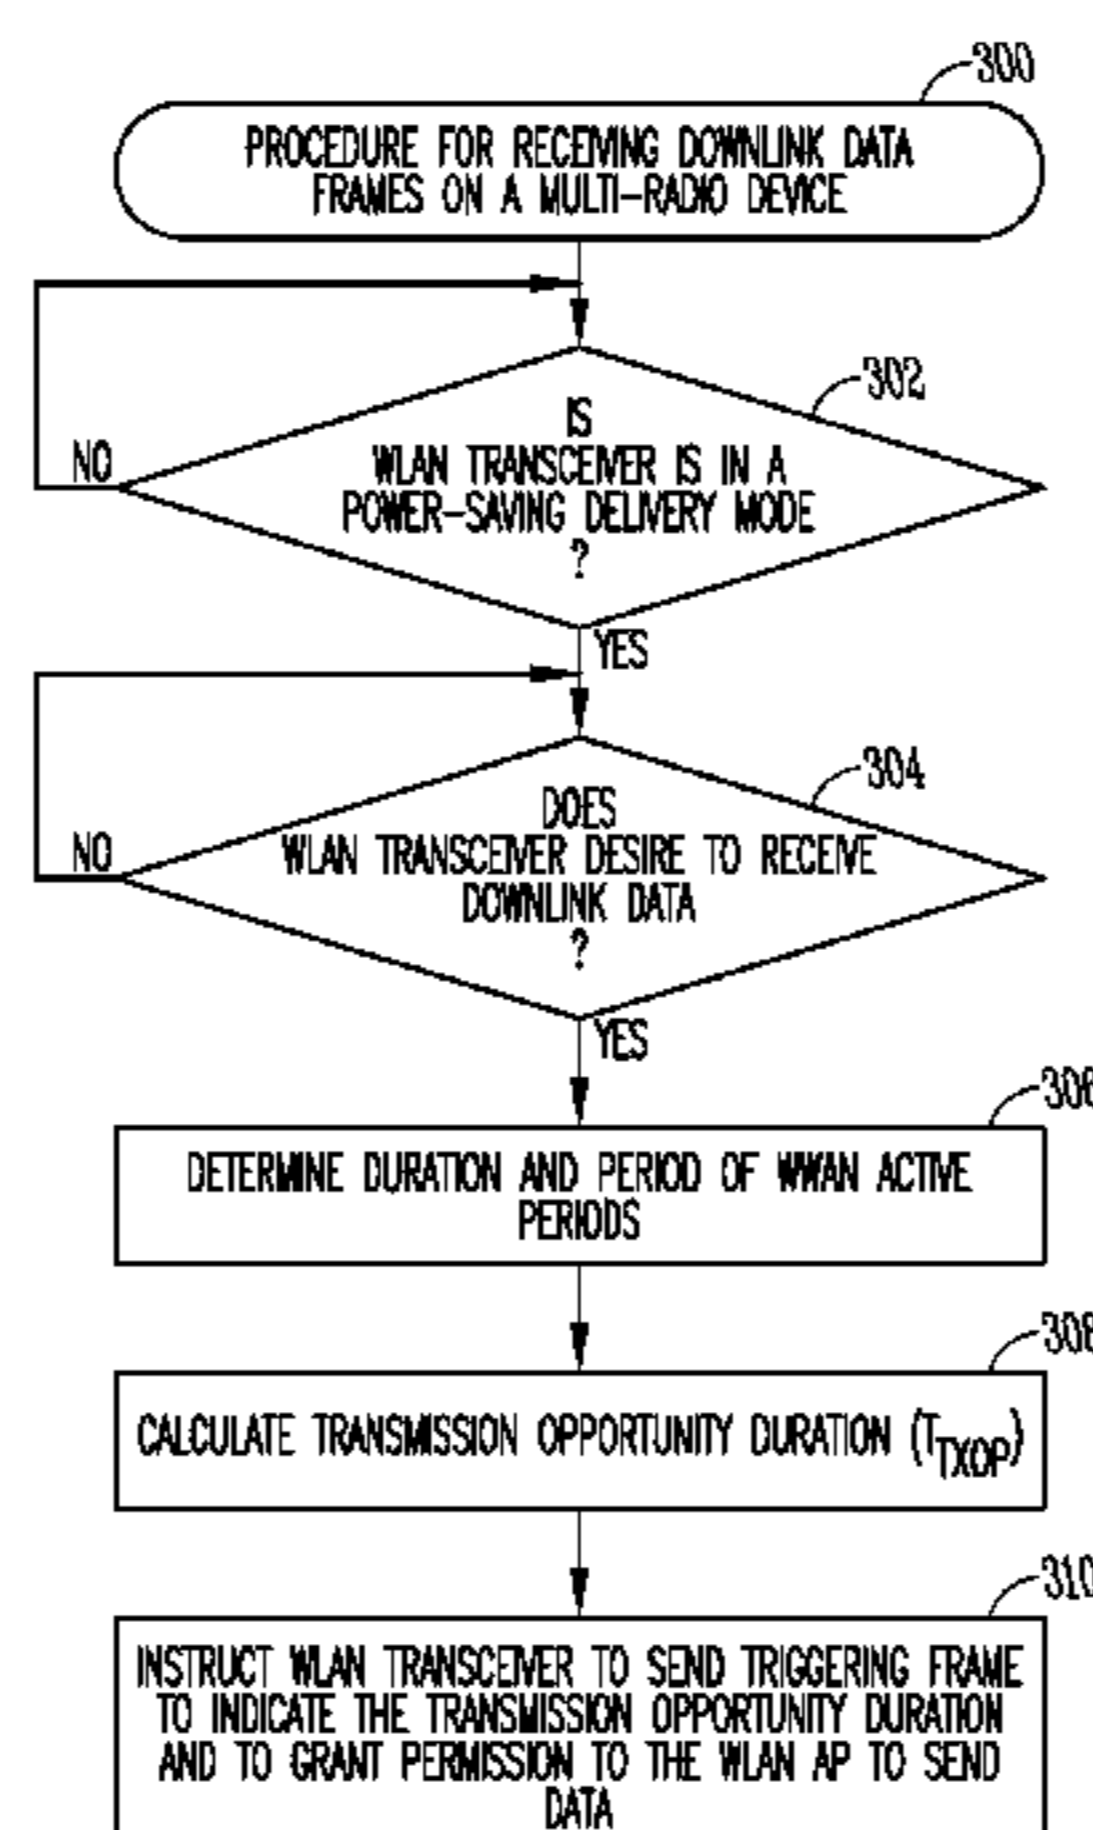 300
PROCEDURE FOR RECEIVING DOWNLINK DATA
FRAMES ON A MULTI-RADIO DEVICE
302
IS
WLAN TRANSCEIVER IS IN A
POWER-SAVING DELIVERY MODE
?
NO
YES
304
DOES
WLAN TRANSCEIVER DESIRE TO RECEIVE
DOWNLINK DATA
?
NO
YES
306
DETERMINE DURATION AND PERIOD OF WWAN ACTIVE
PERIODS
308
CALCULATE TRANSMISSION OPPORTUNITY DURATION (TTXOP)
310
INSTRUCT WLAN TRANSCEIVER TO SEND TRIGGERING FRAME
TO INDICATE THE TRANSMISSION OPPORTUNITY DURATION
AND TO GRANT PERMISSION TO THE WLAN AP TO SEND
DATA